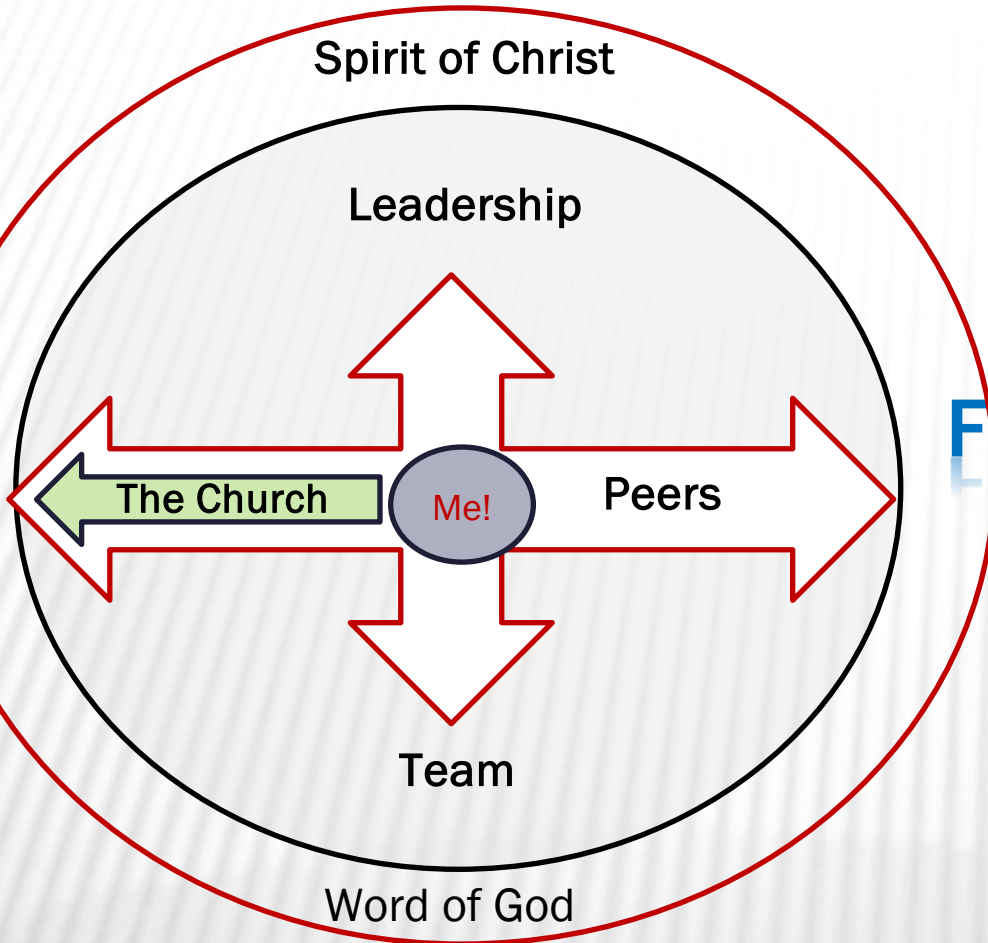 Spirit of Christ
Leadership
F
The Church
Me!
Peers
Team
Word of God